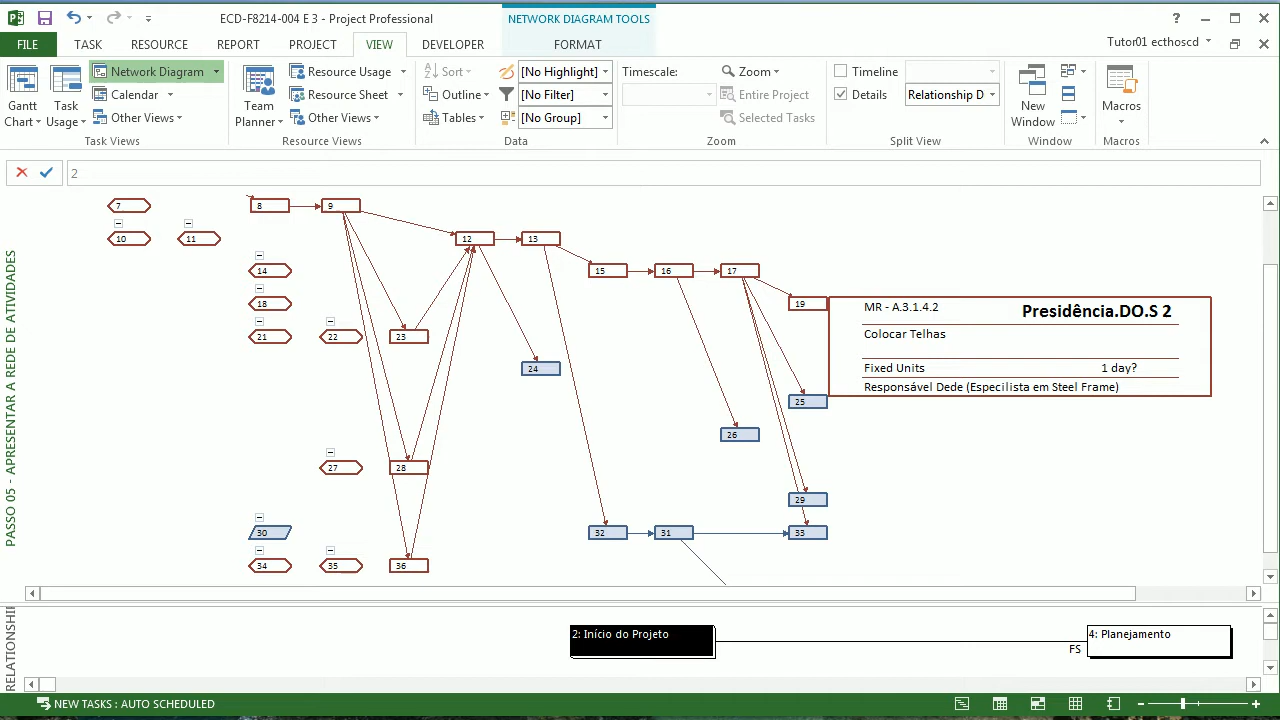 ECD-F8214-004 E 3 - Project Professional
NETWORK DIAGRAM TOOLS
?
FILE TASK RESOURCE REPORT PROJECT VIEW DEVELOPER FORMAT
Tutor01 ecthoscd
Gantt Chart
Task Usage
Network Diagram
Calendar
Other Views
Task Views
Team Planner
Resource Usage
Resource Sheet
Other Views
Resource Views
Sort
Outline
Tables
[No Highlight]
[No Filter]
[No Group]
Data
Timescale:
Zoom
Entire Project
Selected Tasks
Zoom
Timeline
Details
Relationship D
Split View
New Window
Window
Macros
Macros
2
PASSO 05 - APRESENTAR A REDE DE ATIVIDADES
7 8 9
10 11 12 13
14 15 16 17
18 19
MR - A.3.1.4.2 Presidência.DO.S 2
Colocar Telhas
Fixed Units 1 day?
Responsável Dede (Especilista em Steel Frame)
21 22 23
24
25
26
27 28
29
30 32 31 33
34 35 36
RELATIONSHIP
2: Início do Projeto
4: Planejamento
FS
NEW TASKS : AUTO SCHEDULED